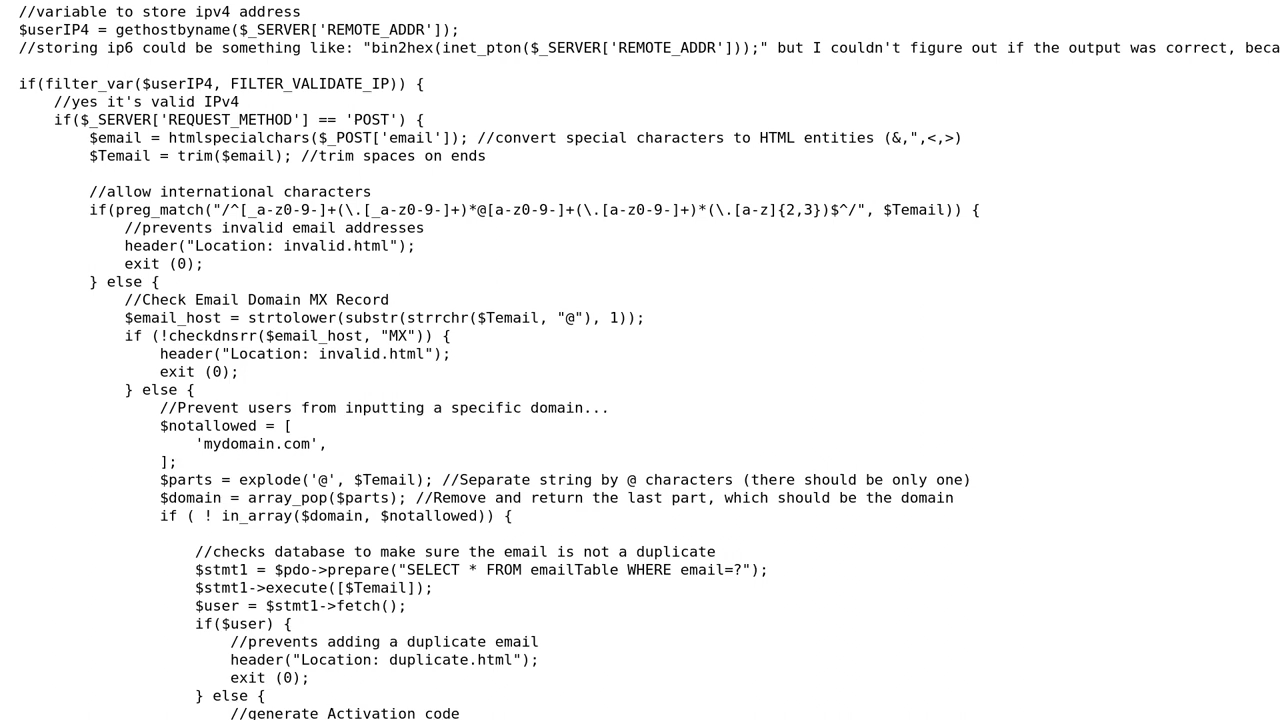 //variable to store ipv4 address
$userIP4 = gethostbyname($_SERVER['REMOTE_ADDR']);
//storing ip6 could be something like: "bin2hex(inet_pton($_SERVER['REMOTE_ADDR']));" but I couldn't figure out if the output was correct, beca
if(filter_var($userIP4, FILTER_VALIDATE_IP)) {
    //yes it's valid IPv4
    if($_SERVER['REQUEST_METHOD'] == 'POST') {
        $email = htmlspecialchars($_POST['email']); //convert special characters to HTML entities (&,",<,>)
        $Temail = trim($email); //trim spaces on ends
        //allow international characters
        if(preg_match("/^[_a-z0-9-]+(\.[_a-z0-9-]+)*@[a-z0-9-]+(\.[a-z0-9-]+)*(\.[a-z]{2,3})$^/", $Temail)) {
            //prevents invalid email addresses
            header("Location: invalid.html");
            exit (0);
        } else {
            //Check Email Domain MX Record
            $email_host = strtolower(substr(strrchr($Temail, "@"), 1));
            if (!checkdnsrr($email_host, "MX")) {
                header("Location: invalid.html");
                exit (0);
            } else {
                //Prevent users from inputting a specific domain...
                $notallowed = [
                    'mydomain.com',
                ];
                $parts = explode('@', $Temail); //Separate string by @ characters (there should be only one)
                $domain = array_pop($parts); //Remove and return the last part, which should be the domain
                if ( ! in_array($domain, $notallowed)) {
                    //checks database to make sure the email is not a duplicate
                    $stmt1 = $pdo->prepare("SELECT * FROM emailTable WHERE email=?");
                    $stmt1->execute([$Temail]);
                    $user = $stmt1->fetch();
                    if($user) {
                        //prevents adding a duplicate email
                        header("Location: duplicate.html");
                        exit (0);
                    } else {
                        //generate Activation code